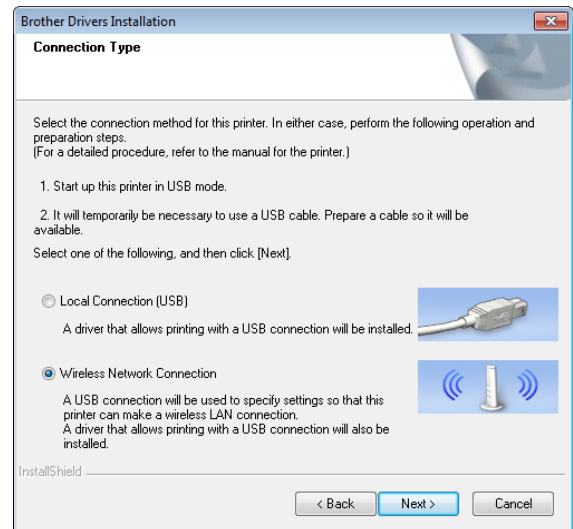 Brother Drivers Installation
Connection Type
Select the connection method for this printer. In either case, perform the following operation and
preparation steps.
(For a detailed procedure, refer to the manual for the printer.)
1. Start up this printer in USB mode.
2. It will temporarily be necessary to use a USB cable. Prepare a cable so it will be
available.
Select one of the following, and then click [Next].
Local Connection (USB)
A driver that allows printing with a USB connection will be installed.
Wireless Network Connection
A USB connection will be used to specify settings so that this
printer can make a wireless LAN connection.
A driver that allows printing with a USB connection will also be
installed.
InstallShield
< Back Next > Cancel